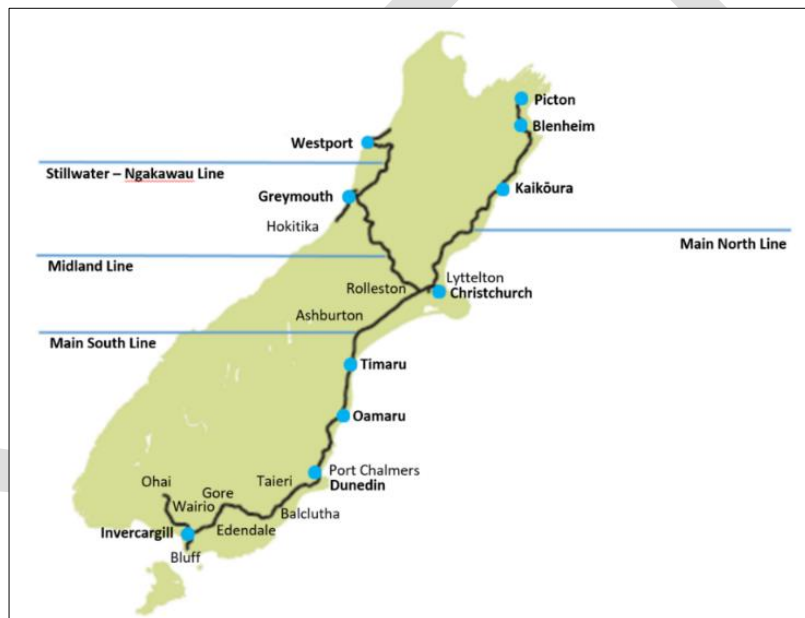 Picton
Blenheim
Westport
Stillwater – Ngakawau Line
Kaikōura
Greymouth
Hokitika
Main North Line
Midland Line
Lyttelton
Rolleston
Christchurch
Ashburton
Main South Line
Timaru
Oamaru
Port Chalmers
Dunedin
Ohai
Taieri
Gore
Wairio
Balclutha
Invercargill
Edendale
Bluff